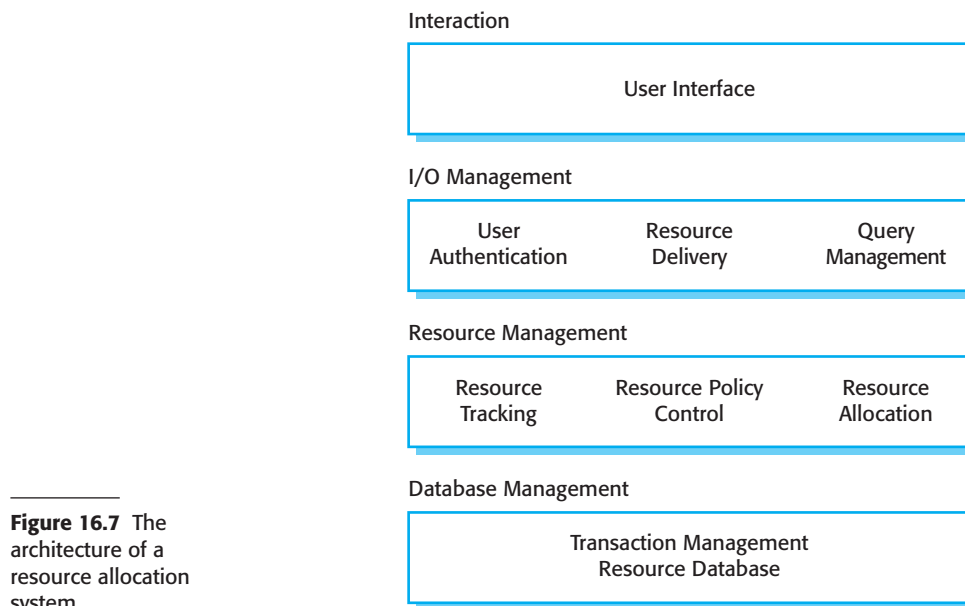 Interaction
User Interface
I/O Management
User
Authentication
Resource
Delivery
Query
Management
Resource Management
Resource
Tracking
Resource Policy
Control
Resource
Allocation
Database Management
Transaction Management
Resource Database
Figure 16.7 The
architecture of a
resource allocation
system